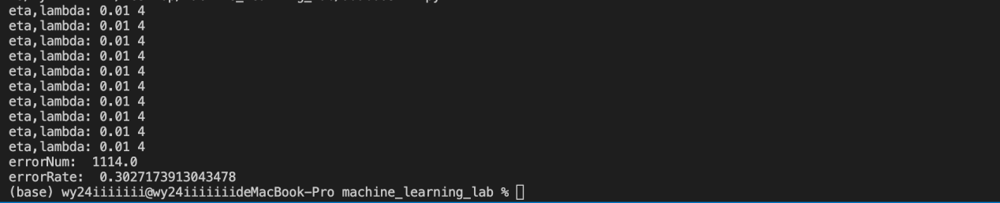 eta,lambda: 0.01 4
eta,lambda: 0.01 4
eta,lambda: 0.01 4
eta,lambda: 0.01 4
eta,lambda: 0.01 4
eta,lambda: 0.01 4
eta,lambda: 0.01 4
eta,lambda: 0.01 4
eta,lambda: 0.01 4
eta,lambda: 0.01 4
errorNum:  1114.0
errorRate:  0.3027173913043478
(base) wy24iiiiiii@wy24iiiiiiideMacBook-Pro machine_learning_lab %